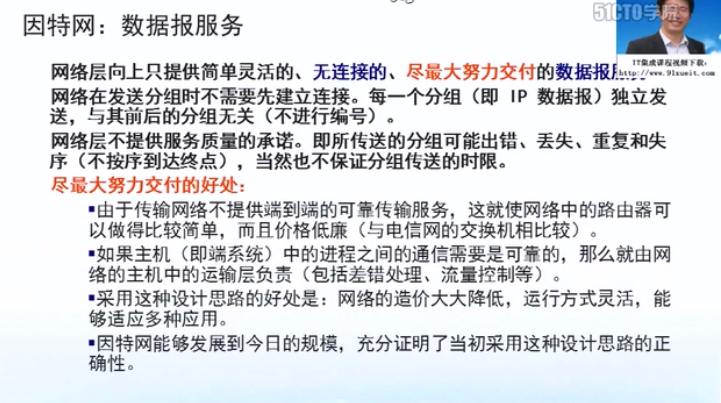 因特网：数据报服务
51CTO学院
IT集成课程视频下载：
http://www.91xueit.com
网络层向上只提供简单灵活的、无连接的、尽最大努力交付的数据报服务。
网络在发送分组时不需要先建立连接。每一个分组（即 IP 数据报）独立发
送，与其前后的分组无关（不进行编号）。
网络层不提供服务质量的承诺。即所传送的分组可能出错、丢失、重复和失
序（不按序到达终点），当然也不保证分组传送的时限。
尽最大努力交付的好处：
▪由于传输网络不提供端到端的可靠传输服务，这就使网络中的路由器可
以做得比较简单，而且价格低廉（与电信网的交换机相比较）。
▪如果主机（即端系统）中的进程之间的通信需要是可靠的，那么就由网
络的主机中的运输层负责（包括差错处理、流量控制等）。
▪采用这种设计思路的好处是：网络的造价大大降低，运行方式灵活，能
够适应多种应用。
▪因特网能够发展到今日的规模，充分证明了当初采用这种设计思路的正
确性。